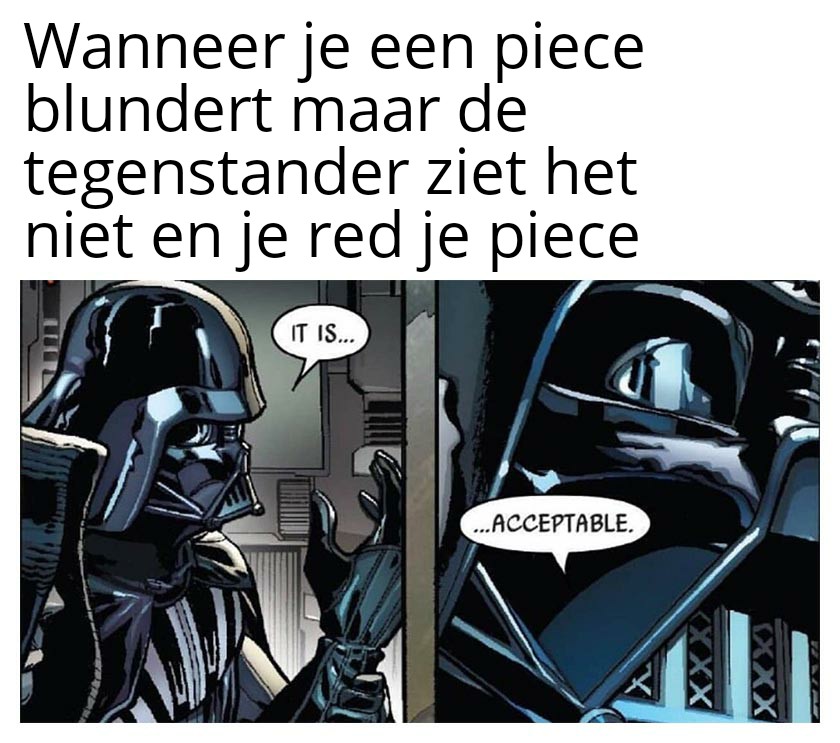 Wanneer je een piece
blundert maar de
tegenstander ziet het
niet en je red je piece
IT IS...
...ACCEPTABLE.